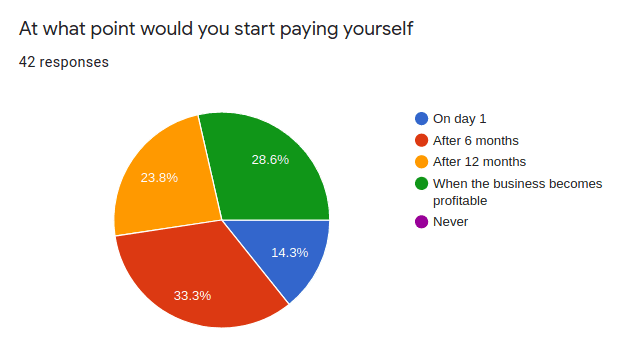 At what point would you start paying yourself
42 responses
On day 1
After 6 months
After 12 months
When the business becomes
profitable
Never
28.6%
23.8%
14.3%
33.3%